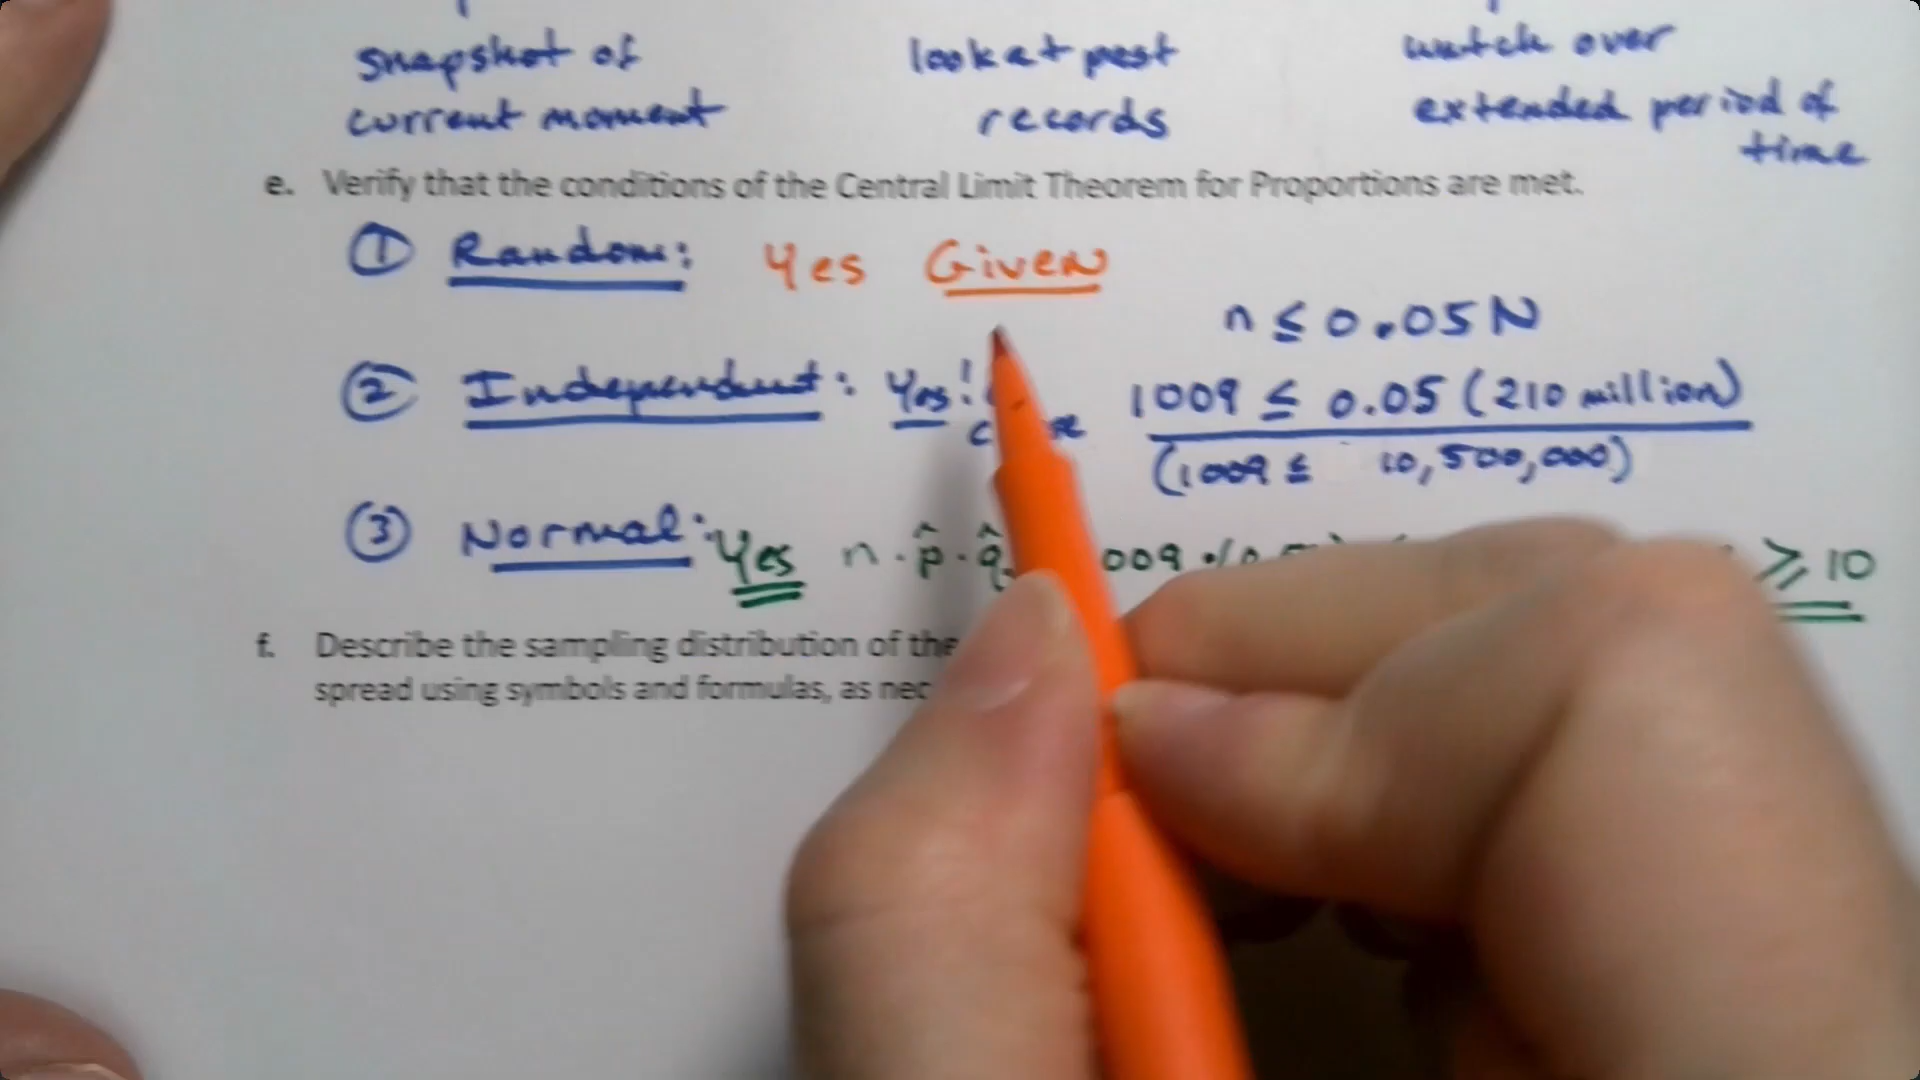 snapshot of
current moment
look at past
records
watch over
extended period of
time
e. Verify that the conditions of the Central Limit Theorem for Proportions are met.
① Random: Yes Given
n ≤ 0.05N
② Independent: Yes!
1009 ≤ 0.05 (210 million)
(1009 ≤ 10,500,000)
③ Normal: Yes n · p̂ · q̂ 009 ≥ 10
f. Describe the sampling distribution of the
spread using symbols and formulas, as